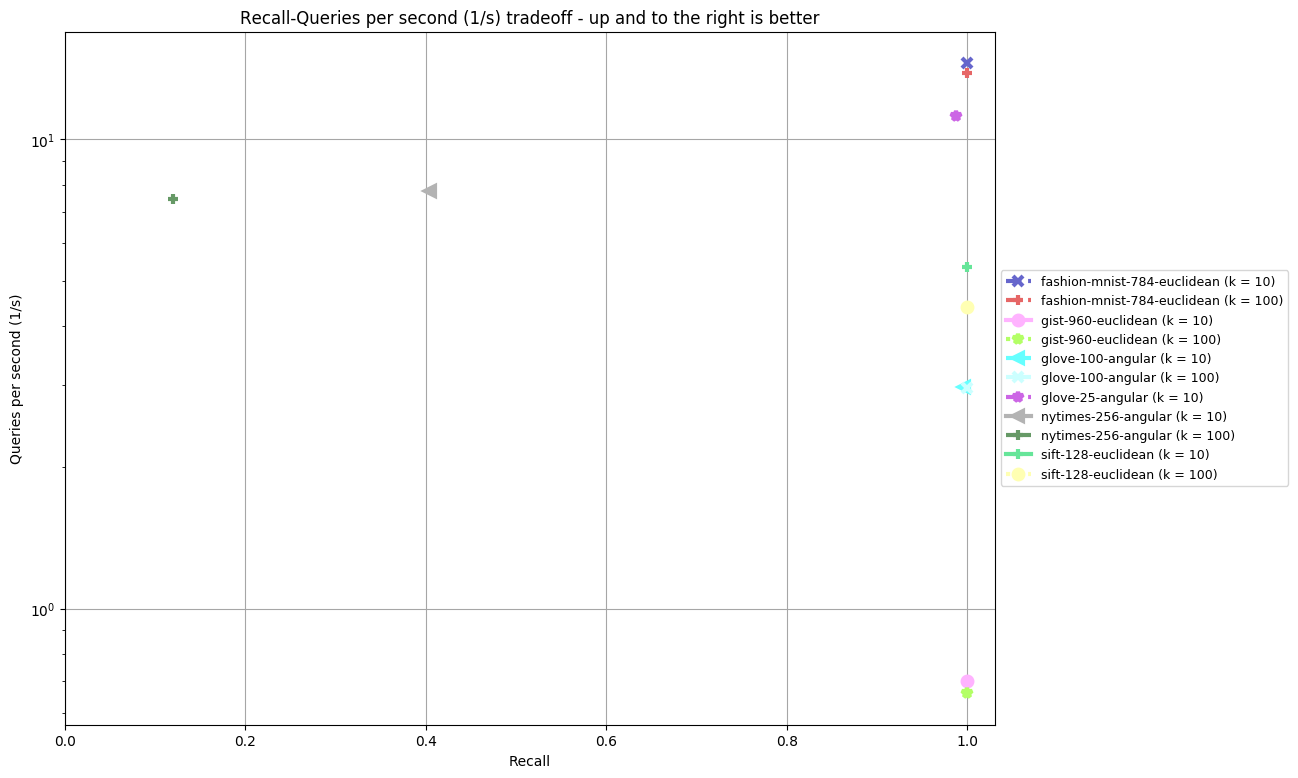 Recall-Queries per second (1/s) tradeoff - up and to the right is better
Queries per second (1/s)
10¹
10⁰
0.0 0.2 0.4 0.6 0.8 1.0
Recall
fashion-mnist-784-euclidean (k = 10)
fashion-mnist-784-euclidean (k = 100)
gist-960-euclidean (k = 10)
gist-960-euclidean (k = 100)
glove-100-angular (k = 10)
glove-100-angular (k = 100)
glove-25-angular (k = 10)
nytimes-256-angular (k = 10)
nytimes-256-angular (k = 100)
sift-128-euclidean (k = 10)
sift-128-euclidean (k = 100)